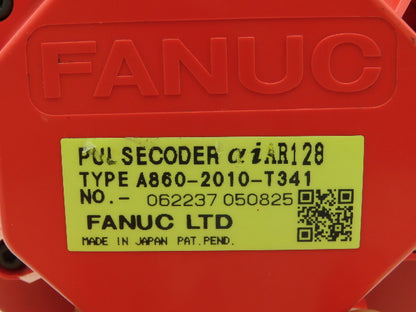 FANUC
PULSECODER αiAR128
TYPE A860-2010-T341
NO.- 062237 050825
FANUC LTD
MADE IN JAPAN PAT. PEND.